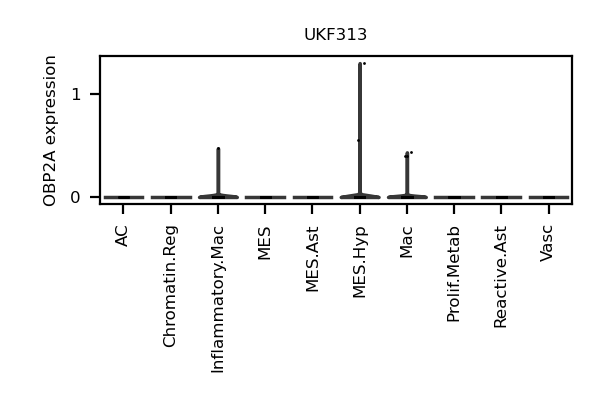 UKF313
OBP2A expression
1
0
AC
Chromatin.Reg
Inflammatory.Mac
MES
MES.Ast
MES.Hyp
Mac
Prolif.Metab
Reactive.Ast
Vasc